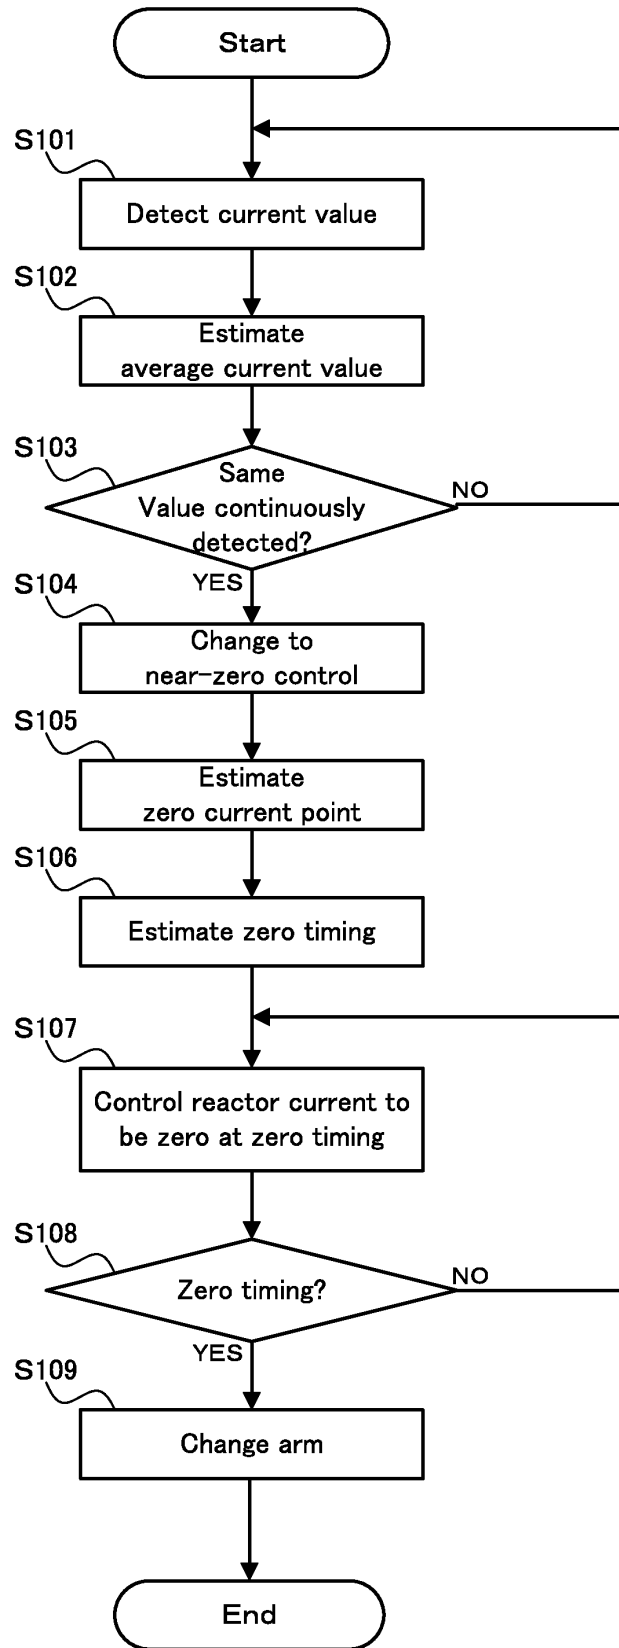 Start
S101
Detect current value
S102
Estimate
average current value
S103
Same
Value continuously
detected?
NO
YES
S104
Change to
near-zero control
S105
Estimate
zero current point
S106
Estimate zero timing
S107
Control reactor current to
be zero at zero timing
S108
Zero timing?
NO
YES
S109
Change arm
End